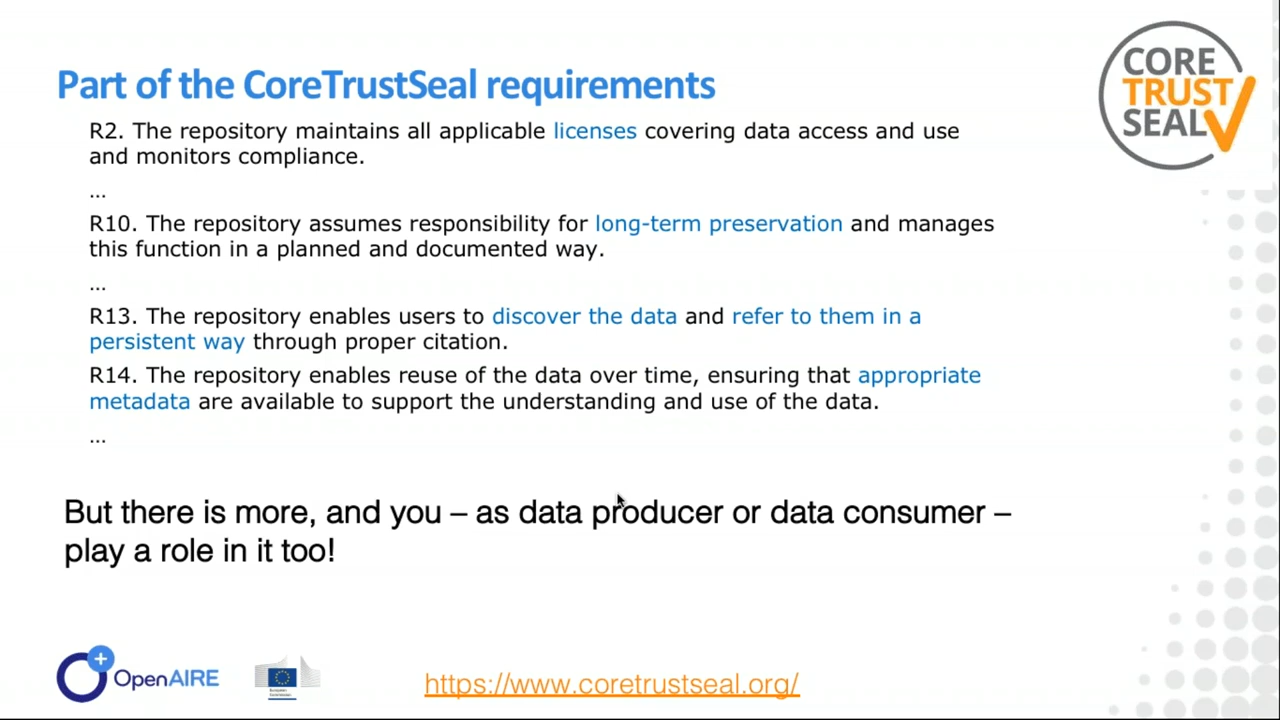 Part of the CoreTrustSeal requirements
CORE
TRUST
SEAL
R2. The repository maintains all applicable licenses covering data access and use
and monitors compliance.
...
R10. The repository assumes responsibility for long-term preservation and manages
this function in a planned and documented way.
...
R13. The repository enables users to discover the data and refer to them in a
persistent way through proper citation.
R14. The repository enables reuse of the data over time, ensuring that appropriate
metadata are available to support the understanding and use of the data.
...
But there is more, and you – as data producer or data consumer –
play a role in it too!
OpenAIRE
https://www.coretrustseal.org/